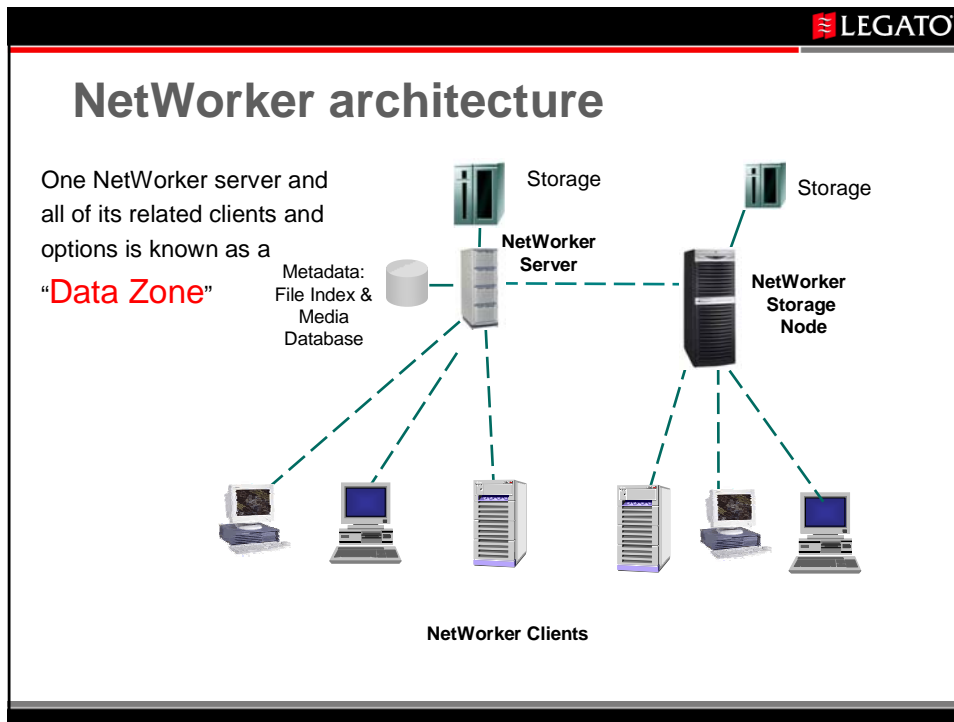 LEGATO
NetWorker architecture
One NetWorker server and
all of its related clients and
options is known as a
“Data Zone”
Storage
Storage
NetWorker
Server
Metadata:
File Index &
Media
Database
NetWorker
Storage
Node
NetWorker Clients